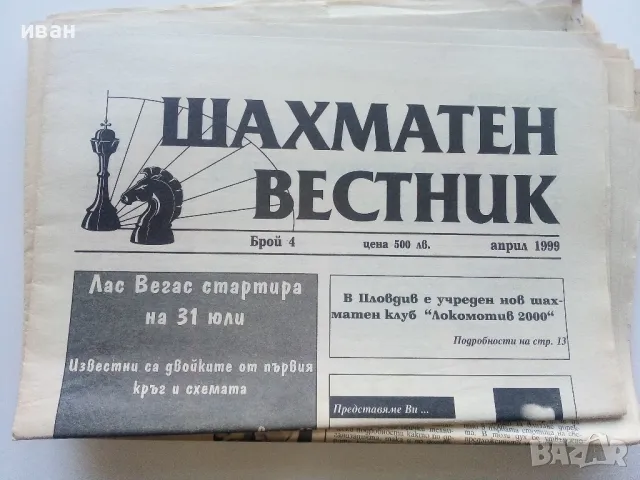 иван
ШАХМАТЕН
ВЕСТНИК
Брой 4 цена 500 лв. април 1999
Лас Вегас стартира
на 31 юли
Известни са двойките от първия
кръг и схемата
В Пловдив е учреден нов шах-
матен клуб "Локомотив 2000"
Подробности на стр. 13
Представяме Ви ...
BAZAR